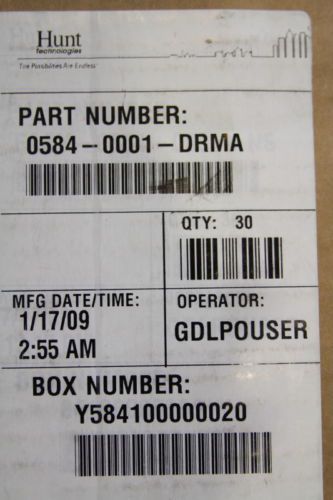 Hunt
Technologies
The Possibilities Are Endless
PART NUMBER:
0584-0001-DRMA
QTY: 30
MFG DATE/TIME:
1/17/09
2:55 AM
OPERATOR:
GDLPOUSER
BOX NUMBER:
Y584100000020